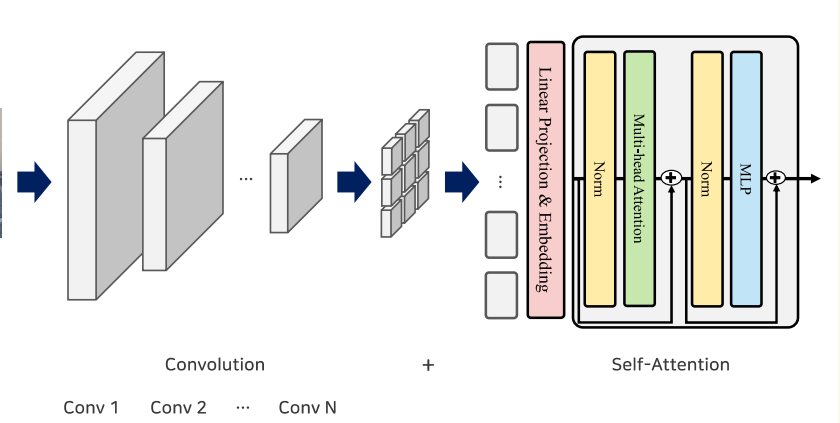 ...
...
Linear Projection & Embedding
Norm
Multi-head Attention
+
Norm
MLP
+
Convolution + Self-Attention
Conv 1 Conv 2 ... Conv N